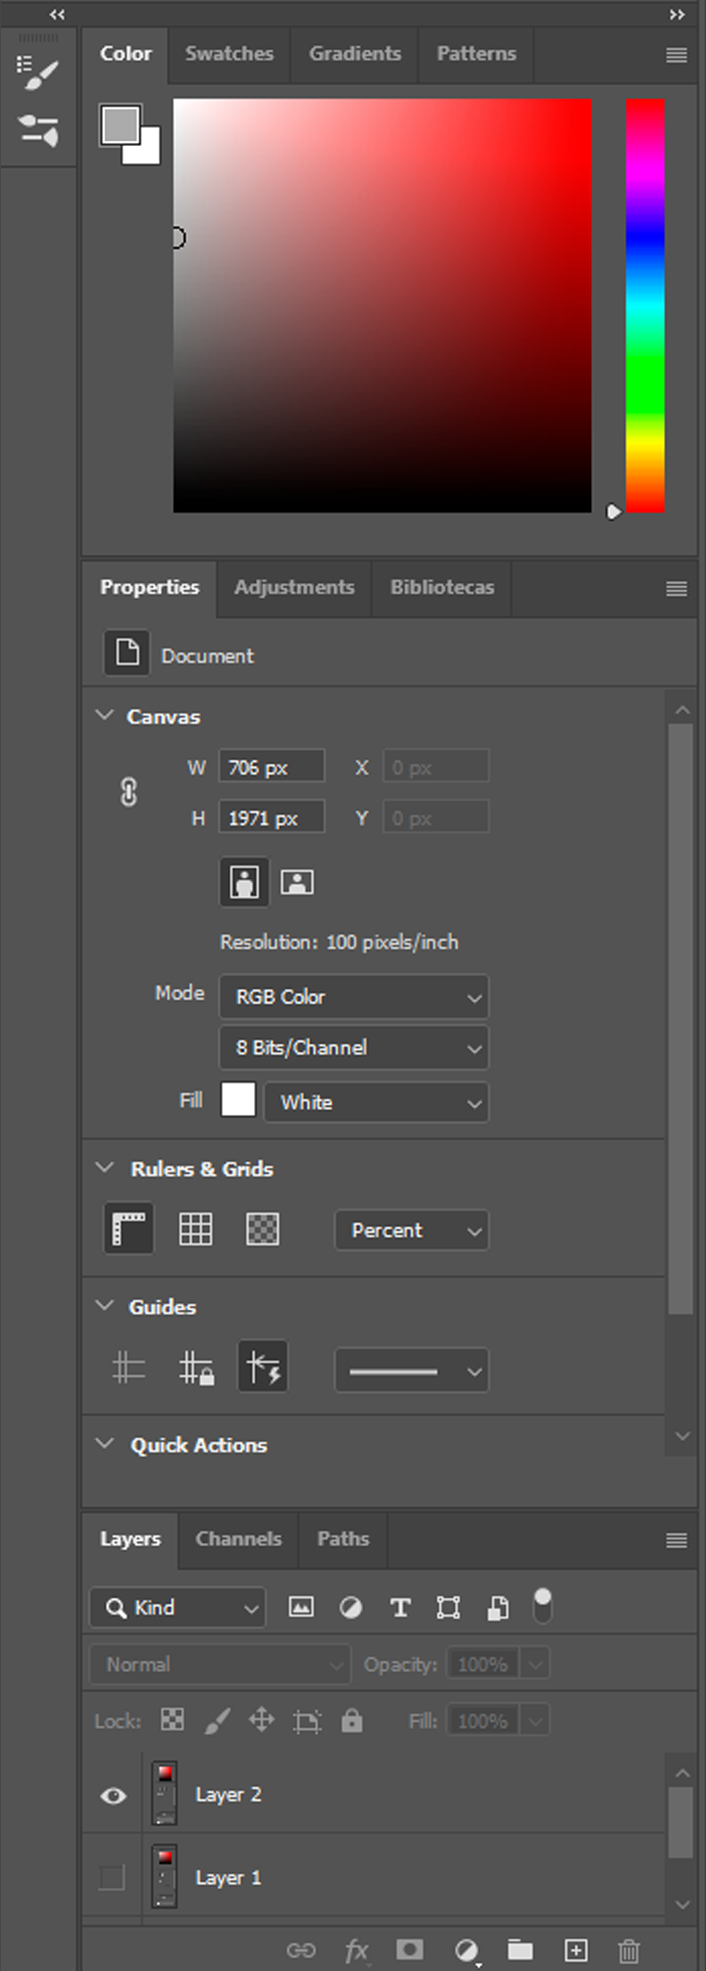 Color Swatches Gradients Patterns
Properties Adjustments Bibliotecas
Document
Canvas
W 706 px X 0 px
H 1971 px Y 0 px
Resolution: 100 pixels/inch
Mode RGB Color
8 Bits/Channel
Fill White
Rulers & Grids
Percent
Guides
Quick Actions
Layers Channels Paths
Kind T
Normal Opacity: 100%
Lock: Fill: 100%
Layer 2
Layer 1
fx